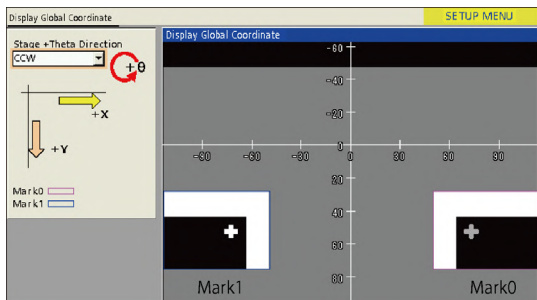 Display Global Coordinate
SETUP MENU
Stage +Theta Direction
CCW
+θ
+X
+Y
Mark0
Mark1
Display Global Coordinate
-60
-40
-20
0
-90 -60 -30 0 30 60 90
20
40
60
80
Mark1
Mark0